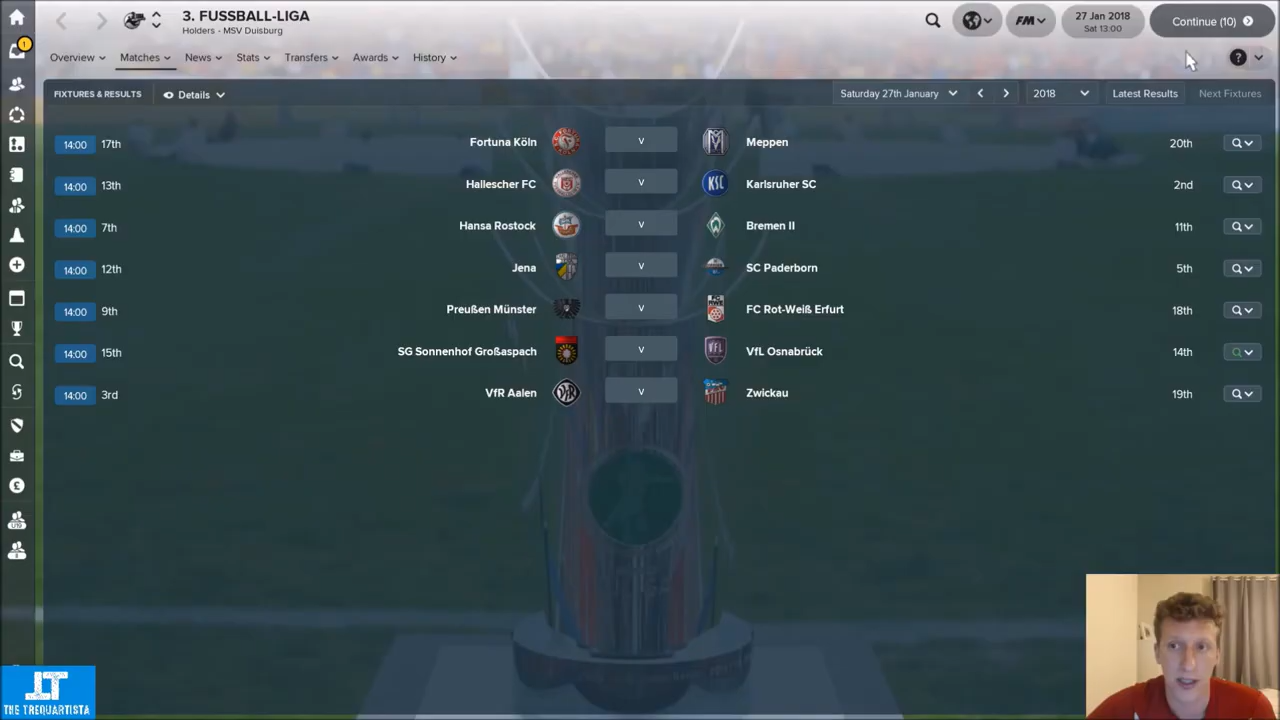 3. FUSSBALL-LIGA
Holders - MSV Duisburg
FM
27 Jan 2018
Sat 13:00
Continue (10)
1
Overview
Matches
News
Stats
Transfers
Awards
History
?
FIXTURES & RESULTS
Details
Saturday 27th January
2018
Latest Results
Next Fixtures
14:00 17th Fortuna Köln v Meppen 20th
14:00 13th Hallescher FC v KSC Karlsruher SC 2nd
14:00 7th Hansa Rostock v Bremen II 11th
14:00 12th Jena v SC Paderborn 5th
14:00 9th Preußen Münster v FC Rot-Weiß Erfurt 18th
14:00 15th SG Sonnenhof Großaspach v VfL Osnabrück 14th
14:00 3rd VfR Aalen v Zwickau 19th
THE TREQUARTISTA